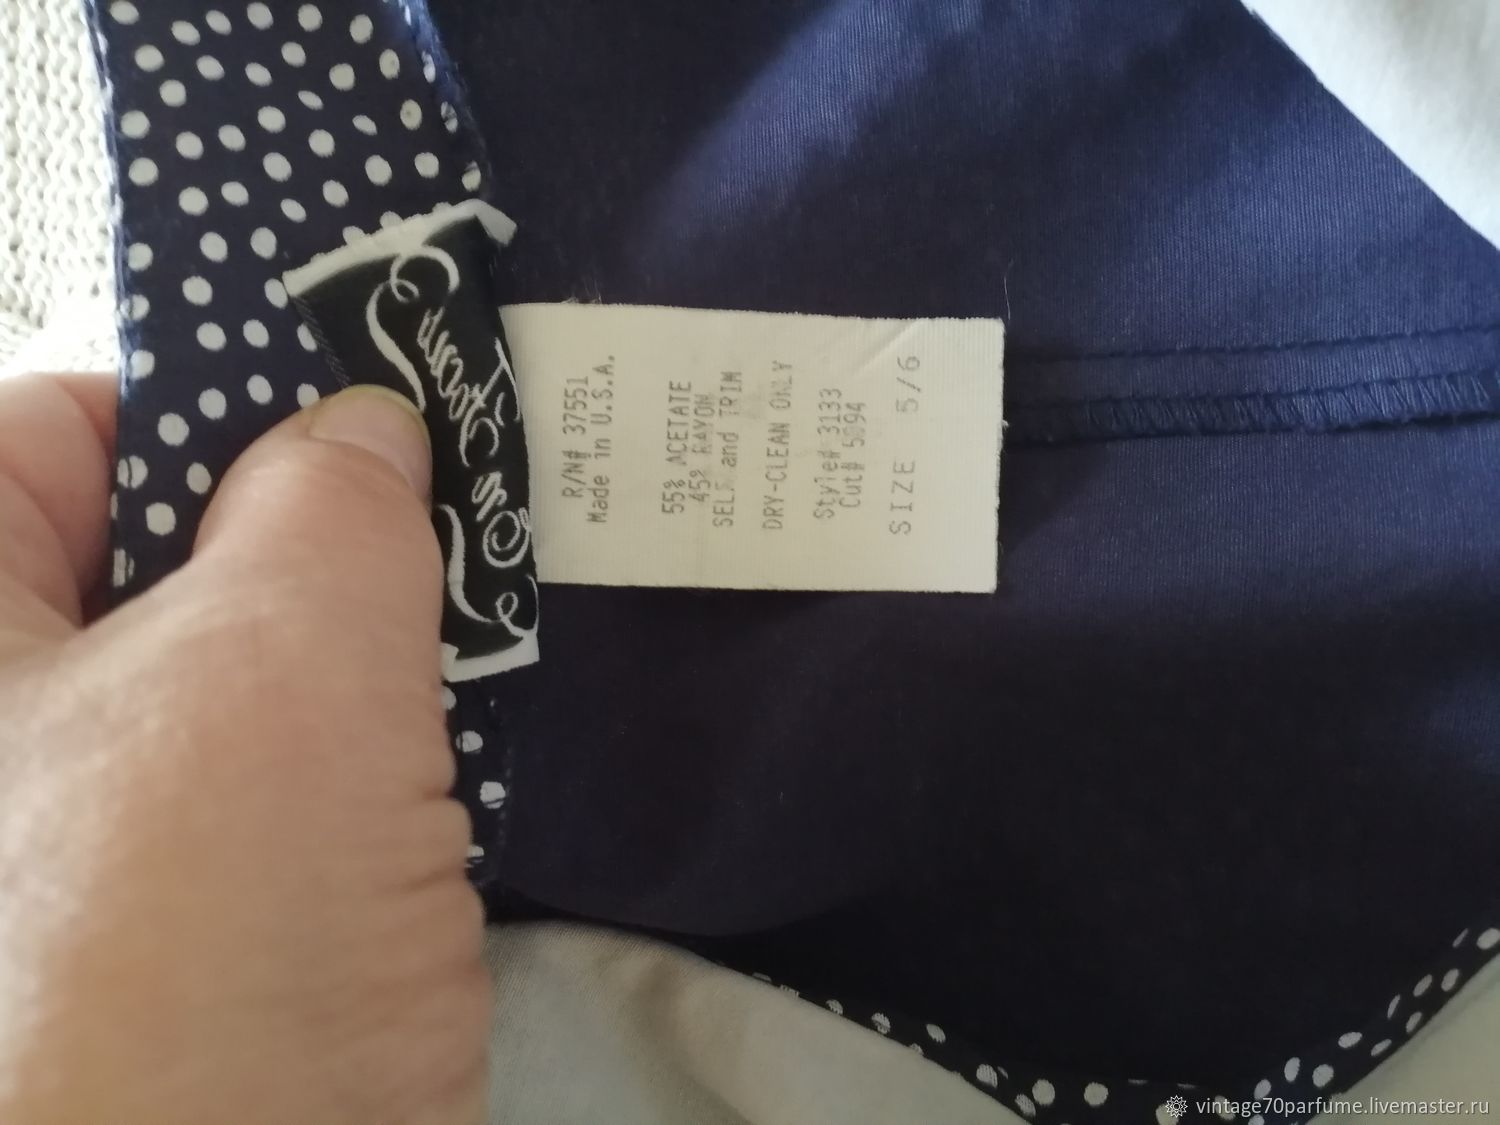 R/N# 37551
Made in U.S.A.
55% ACETATE
45% RAYON
SELF and TRIM
DRY-CLEAN ONLY
Style# 3133
Cut# 5894
SIZE 5/6
vintage70parfume.livemaster.ru